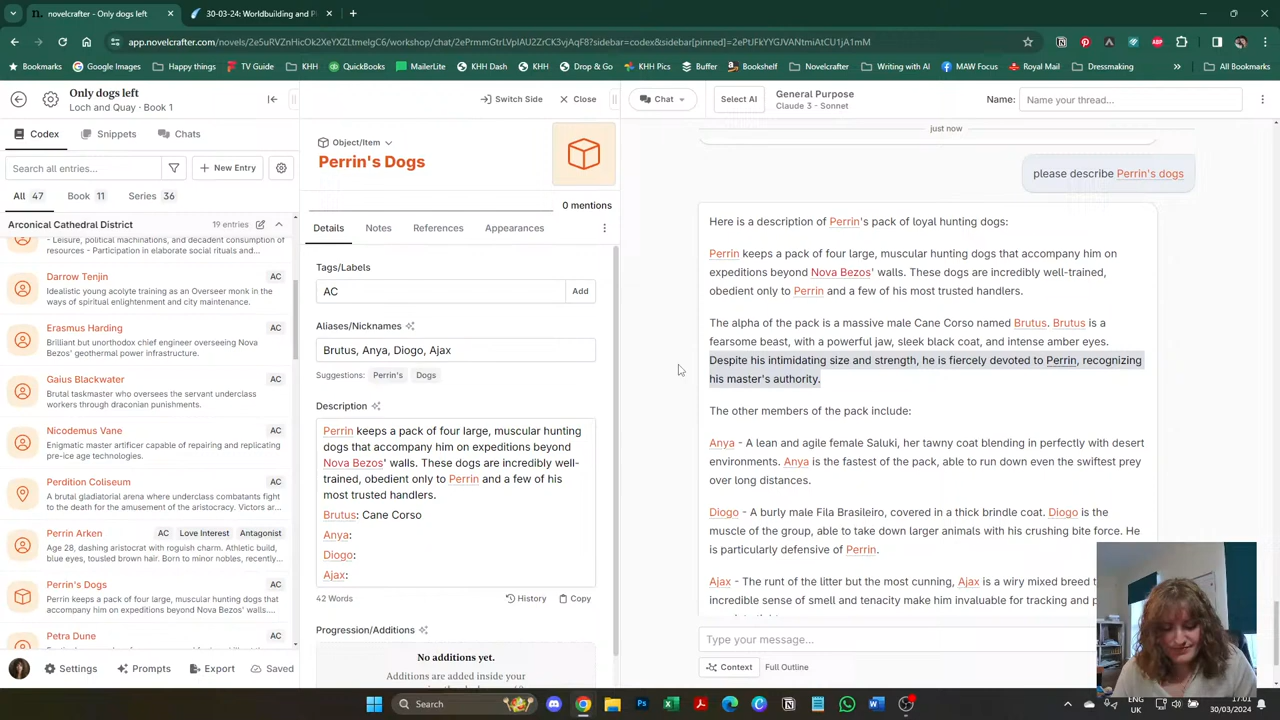 novelcrafter - Only dogs left
30-03-24: Worldbuilding and P
app.novelcrafter.com/novels/2e5uRVZnHicOk2XeYXZLtmelgC6/workshop/chat/2ePrmmGtrLVpIAU2ZrCK3vjAqF8?sidebar=codex&sidebar[pinned]=2ePtJFkYYGJVANtmiAtCU1jA1mM
Bookmarks
Google Images
Happy things
TV Guide
KHH
QuickBooks
MailerLite
KHH
Canva
KHH
Pics
Buffer
Bookshelf
Novelcrafter
Writing with AI
MAW Focus
Royal Mail
Dressmaking
All Bookmarks
Only dogs left
Loch and Quay - Book 1
Codex
Snippets
Chats
Search all entries...
+ New Entry
All 47
Book 11
Series 36
Arconical Cathedral District
19 entries
- Leisure, political machinations, and decadent consumption of
resources - Participation in elaborate social rituals and...
Darrow Tenjin
AC
Idealistic young acolyte training as an Overseer monk in the
ways of spiritual enlightenment and city maintenance.
Erasmus Harding
AC
Brilliant but unorthodox chief engineer overseeing Nova
Bezos' geothermal power infrastructure.
Gaius Blackwater
AC
Brutal taskmaster who oversees the servant underclass
workers through draconian punishments.
Nicodemus Vane
AC
Enigmatic master artificer capable of repairing and replicating
pre-ice age technologies.
Perdition Coliseum
AC
A brutal gladiatorial arena where underclass combatants fight
to the death for the amusement of the aristocracy. Victors ar...
Perrin Arken
AC
Love Interest
Antagonist
Age 28, dashing aristocrat with roguish charm. Athletic build,
blue eyes, tousled brown hair. Born to minor nobles, recently...
Perrin's Dogs
AC
Perrin keeps a pack of four large, muscular hunting dogs that
accompany him on expeditions beyond Nova Bezos' walls....
Petra Dune
AC
Settings
Prompts
Export
Saved
Switch Side
Close
Object/Item
Perrin's Dogs
0 mentions
Details
Notes
References
Appearances
Tags/Labels
AC
Add
Aliases/Nicknames
Brutus, Anya, Diogo, Ajax
Suggestions: Perrin's Dogs
Description
Perrin keeps a pack of four large, muscular hunting
dogs that accompany him on expeditions beyond
Nova Bezos' walls. These dogs are incredibly well-
trained, obedient only to Perrin and a few of his
most trusted handlers.
Brutus: Cane Corso
Anya:
Diogo:
Ajax:
42 Words
History
Copy
Progression/Additions
No additions yet.
Additions are added inside your
Chat
Select AI
General Purpose
Claude 3 - Sonnet
Name:
Name your thread...
just now
please describe Perrin's dogs
Here is a description of Perrin's pack of loyal hunting dogs:
Perrin keeps a pack of four large, muscular hunting dogs that accompany him on
expeditions beyond Nova Bezos' walls. These dogs are incredibly well-trained,
obedient only to Perrin and a few of his most trusted handlers.
The alpha of the pack is a massive male Cane Corso named Brutus. Brutus is a
fearsome beast, with a powerful jaw, sleek black coat, and intense amber eyes.
Despite his intimidating size and strength, he is fiercely devoted to Perrin, recognizing
his master's authority.
The other members of the pack include:
Anya - A lean and agile female Saluki, her tawny coat blending in perfectly with desert
environments. Anya is the fastest of the pack, able to run down even the swiftest prey
over long distances.
Diogo - A burly male Fila Brasileiro, covered in a thick brindle coat. Diogo is the
muscle of the group, able to take down larger animals with his crushing bite force. He
is particularly defensive of Perrin.
Ajax - The runt of the litter but the most cunning, Ajax is a wiry mixed breed
incredible sense of smell and tenacity make him invaluable for tracking and
Type your message...
Context
Full Outline
Search
ENG
UK
17:01
30/03/2024